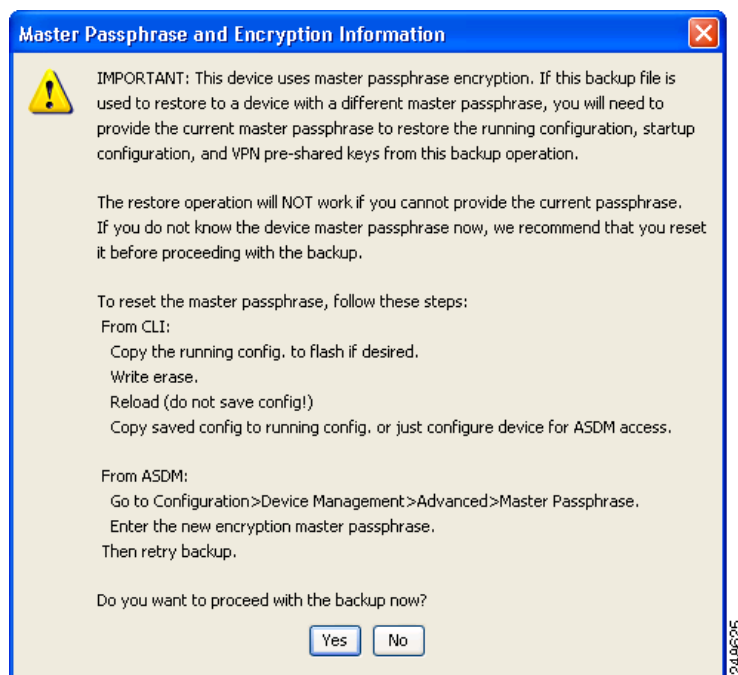 Master Passphrase and Encryption Information
IMPORTANT: This device uses master passphrase encryption. If this backup file is
used to restore to a device with a different master passphrase, you will need to
provide the current master passphrase to restore the running configuration, startup
configuration, and VPN pre-shared keys from this backup operation.
The restore operation will NOT work if you cannot provide the current passphrase.
If you do not know the device master passphrase now, we recommend that you reset
it before proceeding with the backup.
To reset the master passphrase, follow these steps:
From CLI:
Copy the running config. to flash if desired.
Write erase.
Reload (do not save config!)
Copy saved config to running config. or just configure device for ASDM access.
From ASDM:
Go to Configuration>Device Management>Advanced>Master Passphrase.
Enter the new encryption master passphrase.
Then retry backup.
Do you want to proceed with the backup now?
Yes No